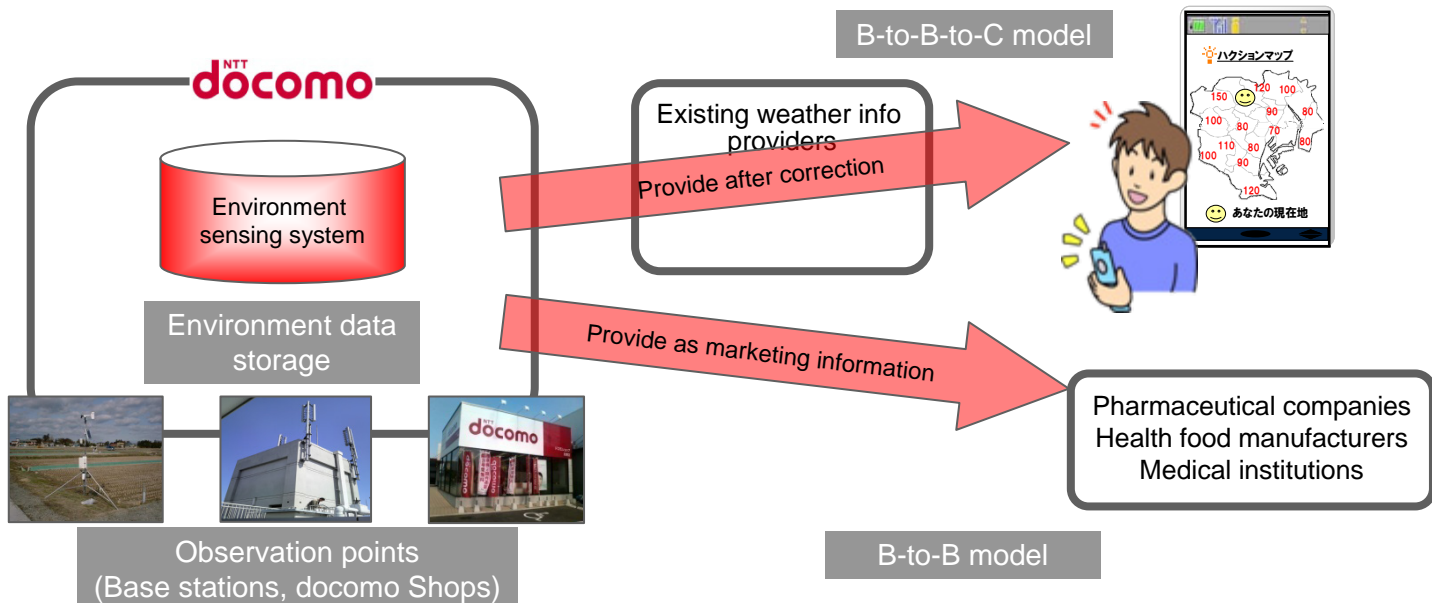 B-to-B-to-C model
NTT
docomo
Environment
sensing system
Environment data
storage
Existing weather info
providers
Provide after correction
Provide as marketing information
ハクションマップ
120
100
150
90
80
100
80
70
80
110
80
100
90
120
あなたの現在地
Pharmaceutical companies
Health food manufacturers
Medical institutions
NTT
docomo
Observation points
(Base stations, docomo Shops)
B-to-B model